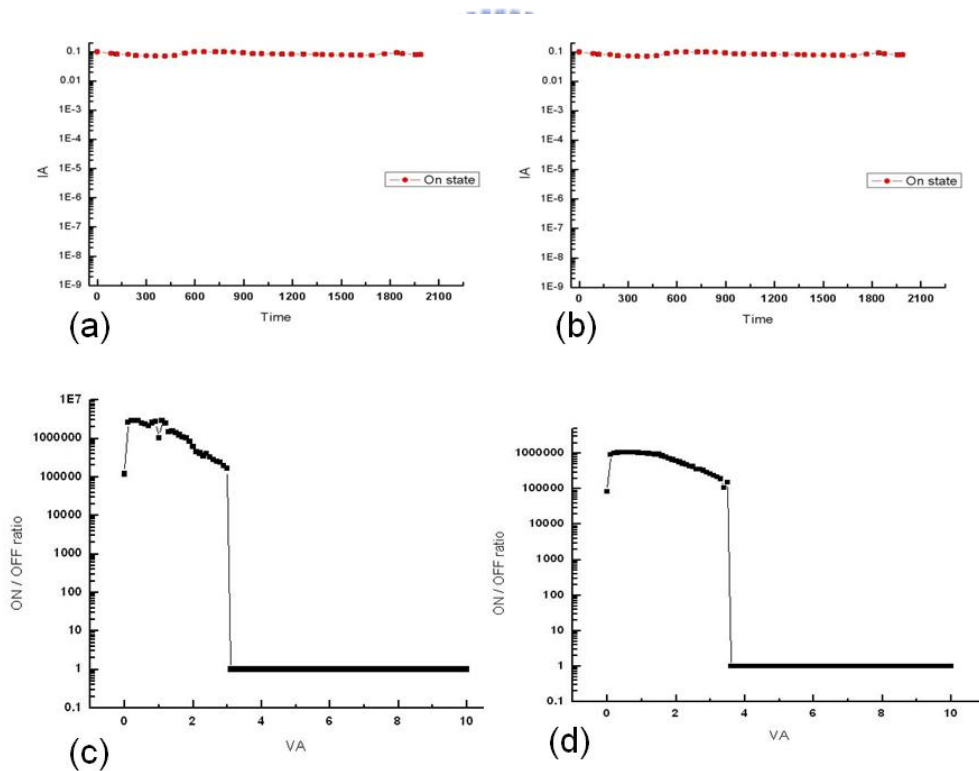 0.1
0.01
1E-3
1E-4
1E-5
1E-6
1E-7
1E-8
1E-9
IA
On state
0 300 600 900 1200 1500 1800 2100
Time
(a)
0.1
0.01
1E-3
1E-4
1E-5
1E-6
1E-7
1E-8
1E-9
IA
On state
0 300 600 900 1200 1500 1800 2100
Time
(b)
1E7
1000000
100000
10000
1000
100
10
1
0.1
ON / OFF ratio
0 2 4 6 8 10
VA
(c)
1000000
100000
10000
1000
100
10
1
0.1
ON / OFF ratio
0 2 4 6 8 10
VA
(d)